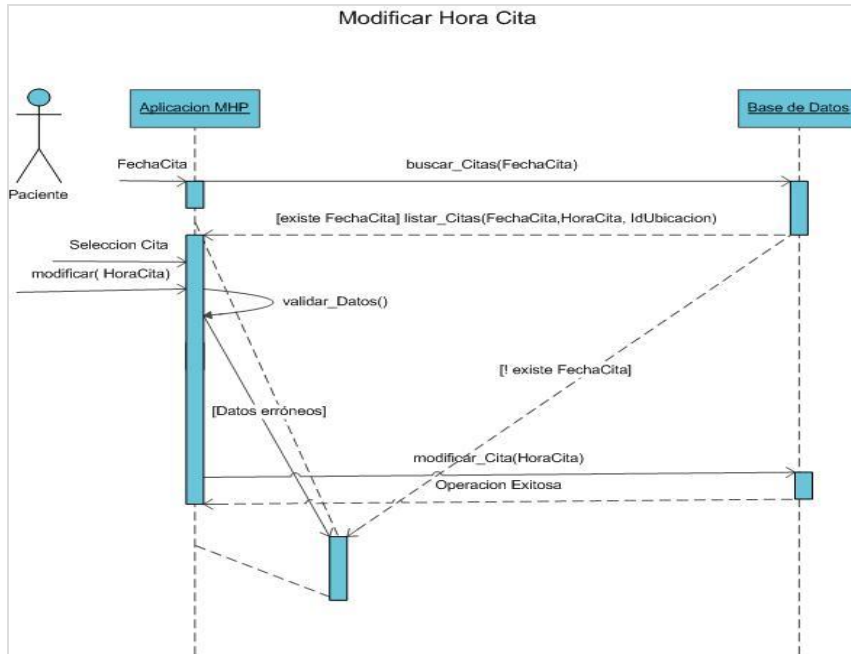 Modificar Hora Cita
Aplicacion MHP
Base de Datos
Paciente
FechaCita
buscar_Citas(FechaCita)
[existe FechaCita] listar_Citas(FechaCita,HoraCita, IdUbicacion)
Seleccion Cita
modificar( HoraCita)
validar_Datos()
[! existe FechaCita]
[Datos erróneos]
modificar_Cita(HoraCita)
Operacion Exitosa